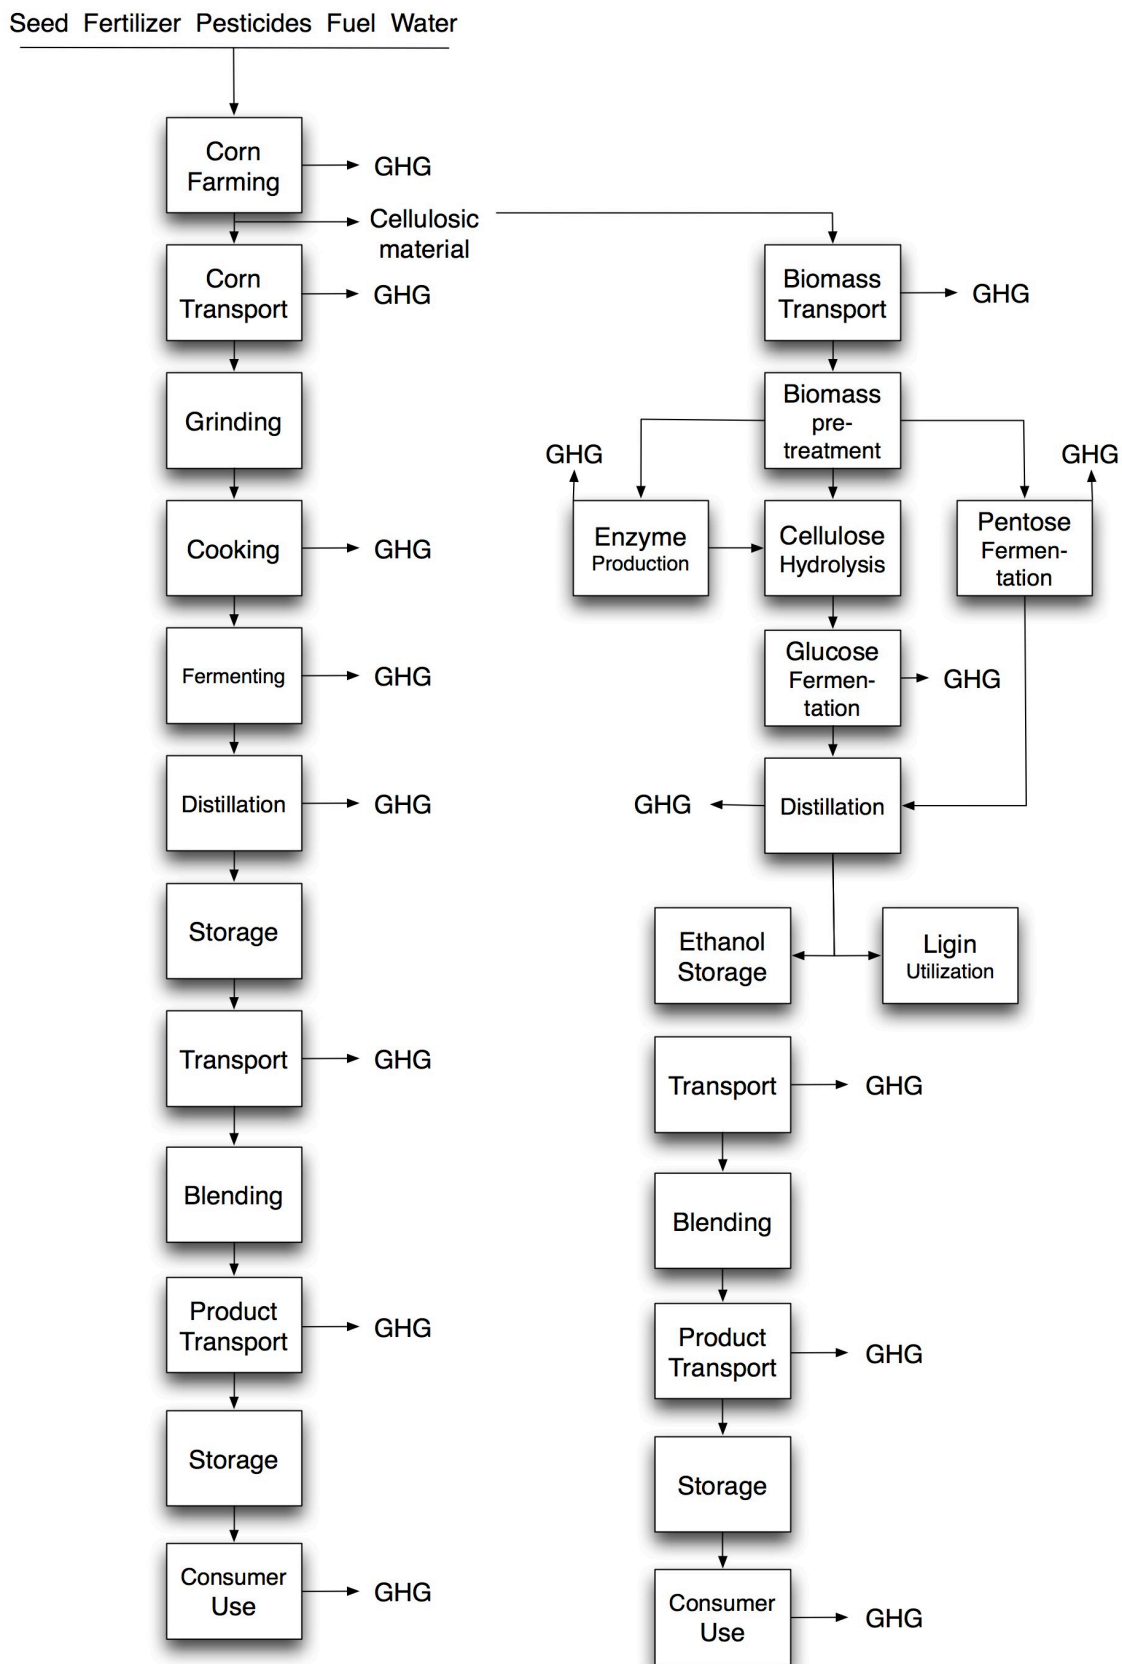 Seed Fertilizer Pesticides Fuel Water
Corn
Farming
GHG
Cellulosic
material
Corn
Transport
GHG
Grinding
Cooking
GHG
Fermenting
GHG
Distillation
GHG
Storage
Transport
GHG
Blending
Product
Transport
GHG
Storage
Consumer
Use
GHG
Biomass
Transport
GHG
Biomass
pre-
treatment
GHG
Enzyme
Production
Cellulose
Hydrolysis
GHG
Pentose
Fermen-
tation
Glucose
Fermen-
tation
GHG
GHG
Distillation
Ethanol
Storage
Ligin
Utilization
Transport
GHG
Blending
Product
Transport
GHG
Storage
Consumer
Use
GHG